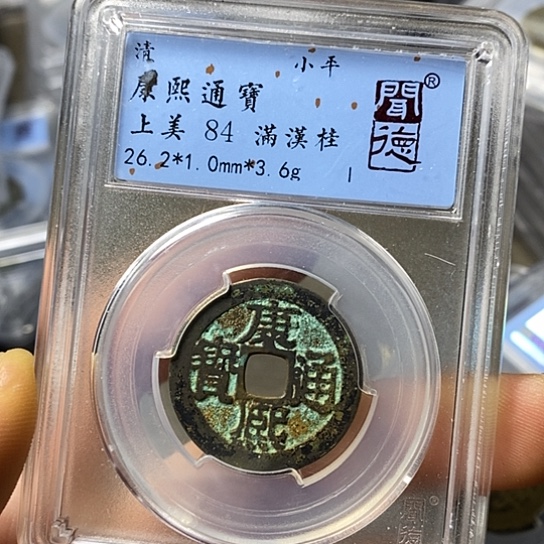 清 小平
康熙通寶
上美 84 滿漢桂
26.2*1.0mm*3.6g
聞德®
康熙通寶